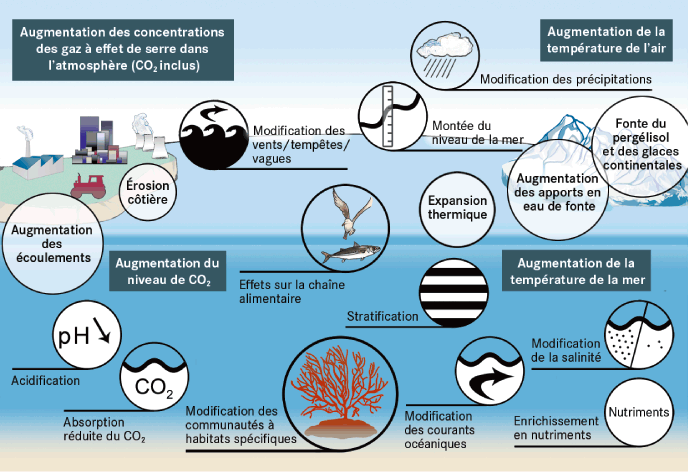 Augmentation des concentrations
des gaz à effet de serre dans
l'atmosphère (CO₂ inclus)
Augmentation de la
température de l'air
Modification des précipitations
Modification des
vents/tempêtes/
vagues
Montée du
niveau de la mer
Fonte du
pergélisol
et des glaces
continentales
Érosion
côtière
Expansion
thermique
Augmentation
des apports en
eau de fonte
Augmentation
des
écoulements
Augmentation du
niveau de CO₂
Effets sur la chaîne
alimentaire
Augmentation de la
température de la mer
Stratification
pH
Acidification
Modification
de la salinité
CO₂
Absorption
réduite du CO₂
Modification des
communautés à
habitats spécifiques
Modification
des courants
océaniques
Nutriments
Enrichissement
en nutriments